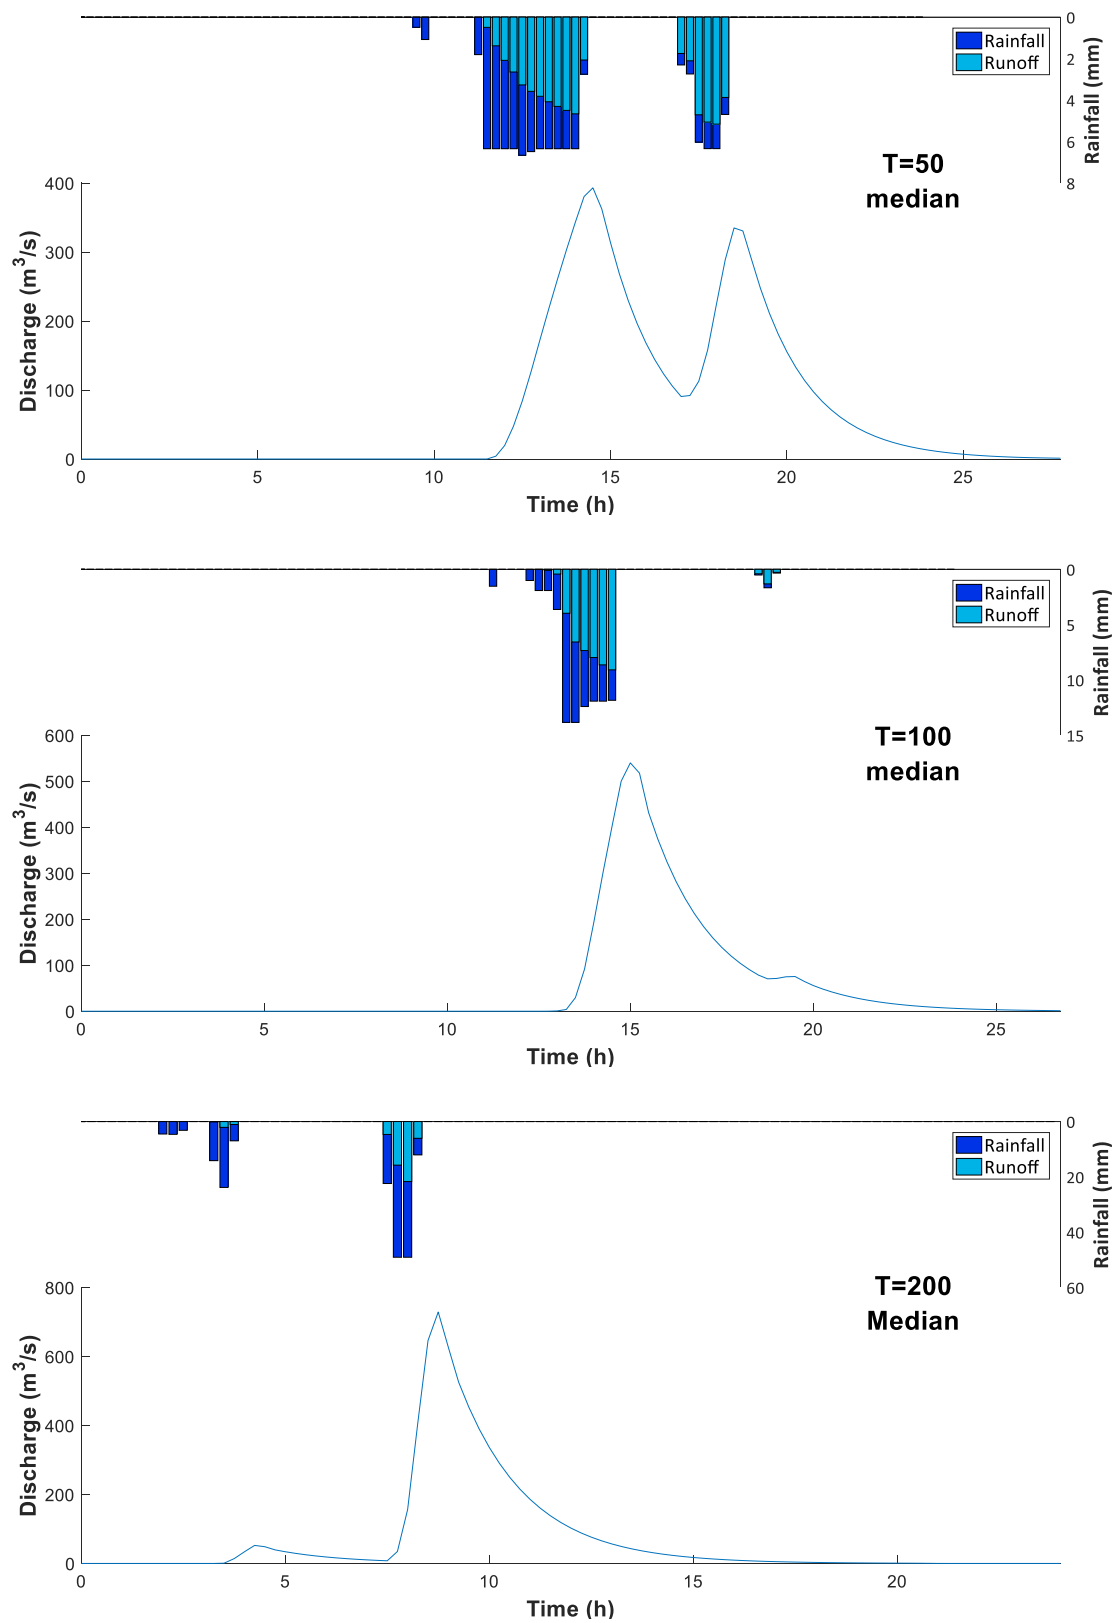 0
Rainfall
Runoff
2
4
6
8
Rainfall (mm)
T=50
median
400
300
200
100
0
Discharge (m³/s)
0 5 10 15 20 25
Time (h)
0
Rainfall
Runoff
5
10
15
Rainfall (mm)
T=100
median
600
500
400
300
200
100
0
Discharge (m³/s)
0 5 10 15 20 25
Time (h)
0
Rainfall
Runoff
20
40
60
Rainfall (mm)
T=200
Median
800
600
400
200
0
Discharge (m³/s)
0 5 10 15 20
Time (h)